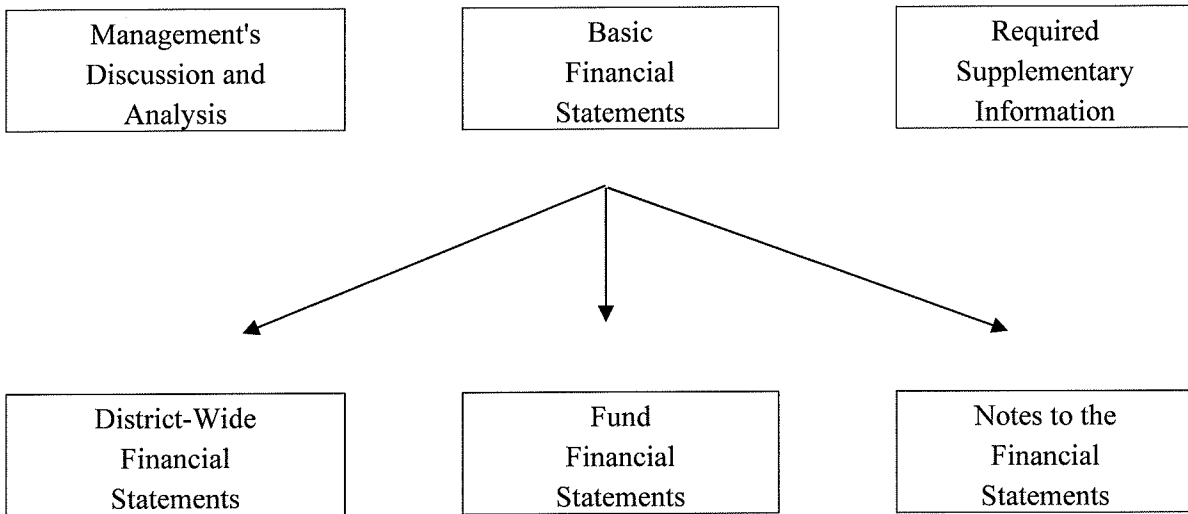 Management's
Discussion and
Analysis
Basic
Financial
Statements
Required
Supplementary
Information
District-Wide
Financial
Statements
Fund
Financial
Statements
Notes to the
Financial
Statements